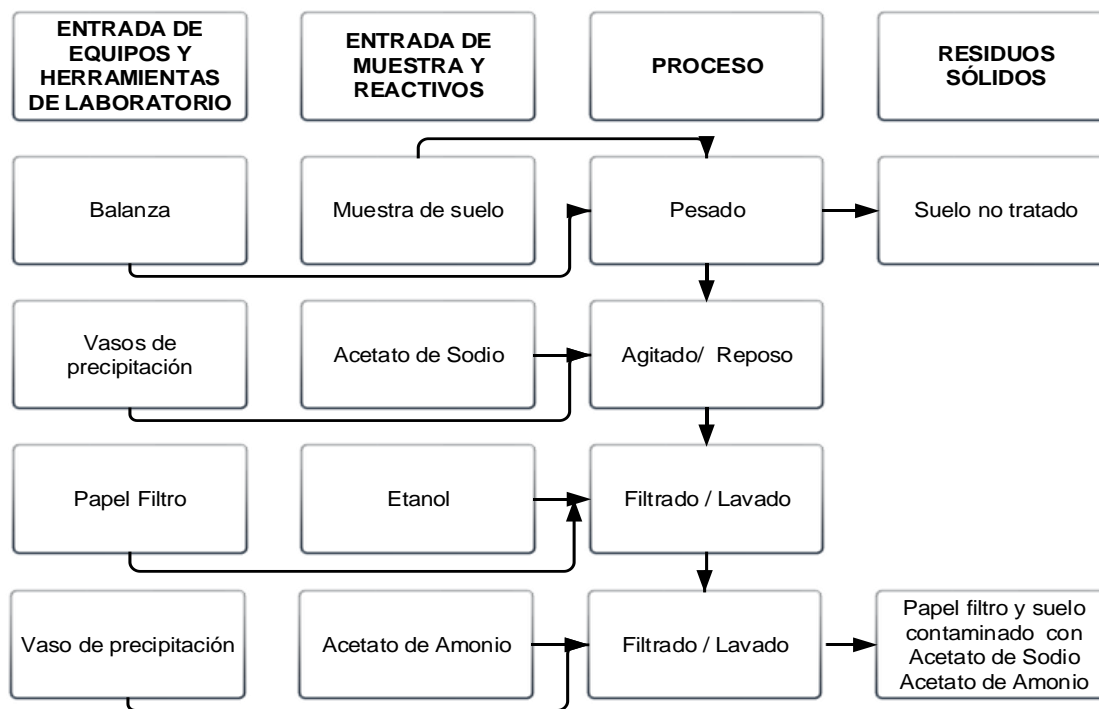 ENTRADA DE
EQUIPOS Y
HERRAMIENTAS
DE LABORATORIO
ENTRADA DE
MUESTRA Y
REACTIVOS
PROCESO
RESIDUOS
SÓLIDOS
Balanza
Muestra de suelo
Pesado
Suelo no tratado
Vasos de
precipitación
Acetato de Sodio
Agitado/ Reposo
Papel Filtro
Etanol
Filtrado / Lavado
Vaso de precipitación
Acetato de Amonio
Filtrado / Lavado
Papel filtro y suelo
contaminado con
Acetato de Sodio
Acetato de Amonio